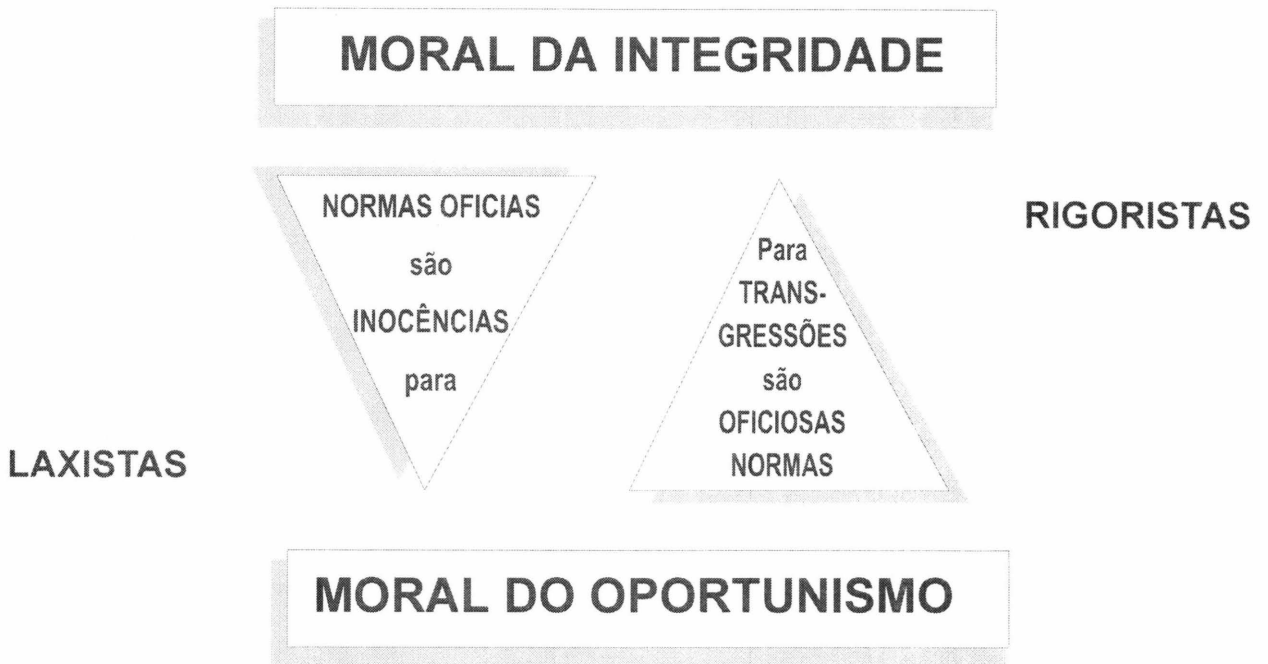 MORAL DA INTEGRIDADE
NORMAS OFICIAS
são
INOCÊNCIAS
para
Para
TRANS-
GRESSÕES
são
OFICIOSAS
NORMAS
RIGORISTAS
LAXISTAS
MORAL DO OPORTUNISMO